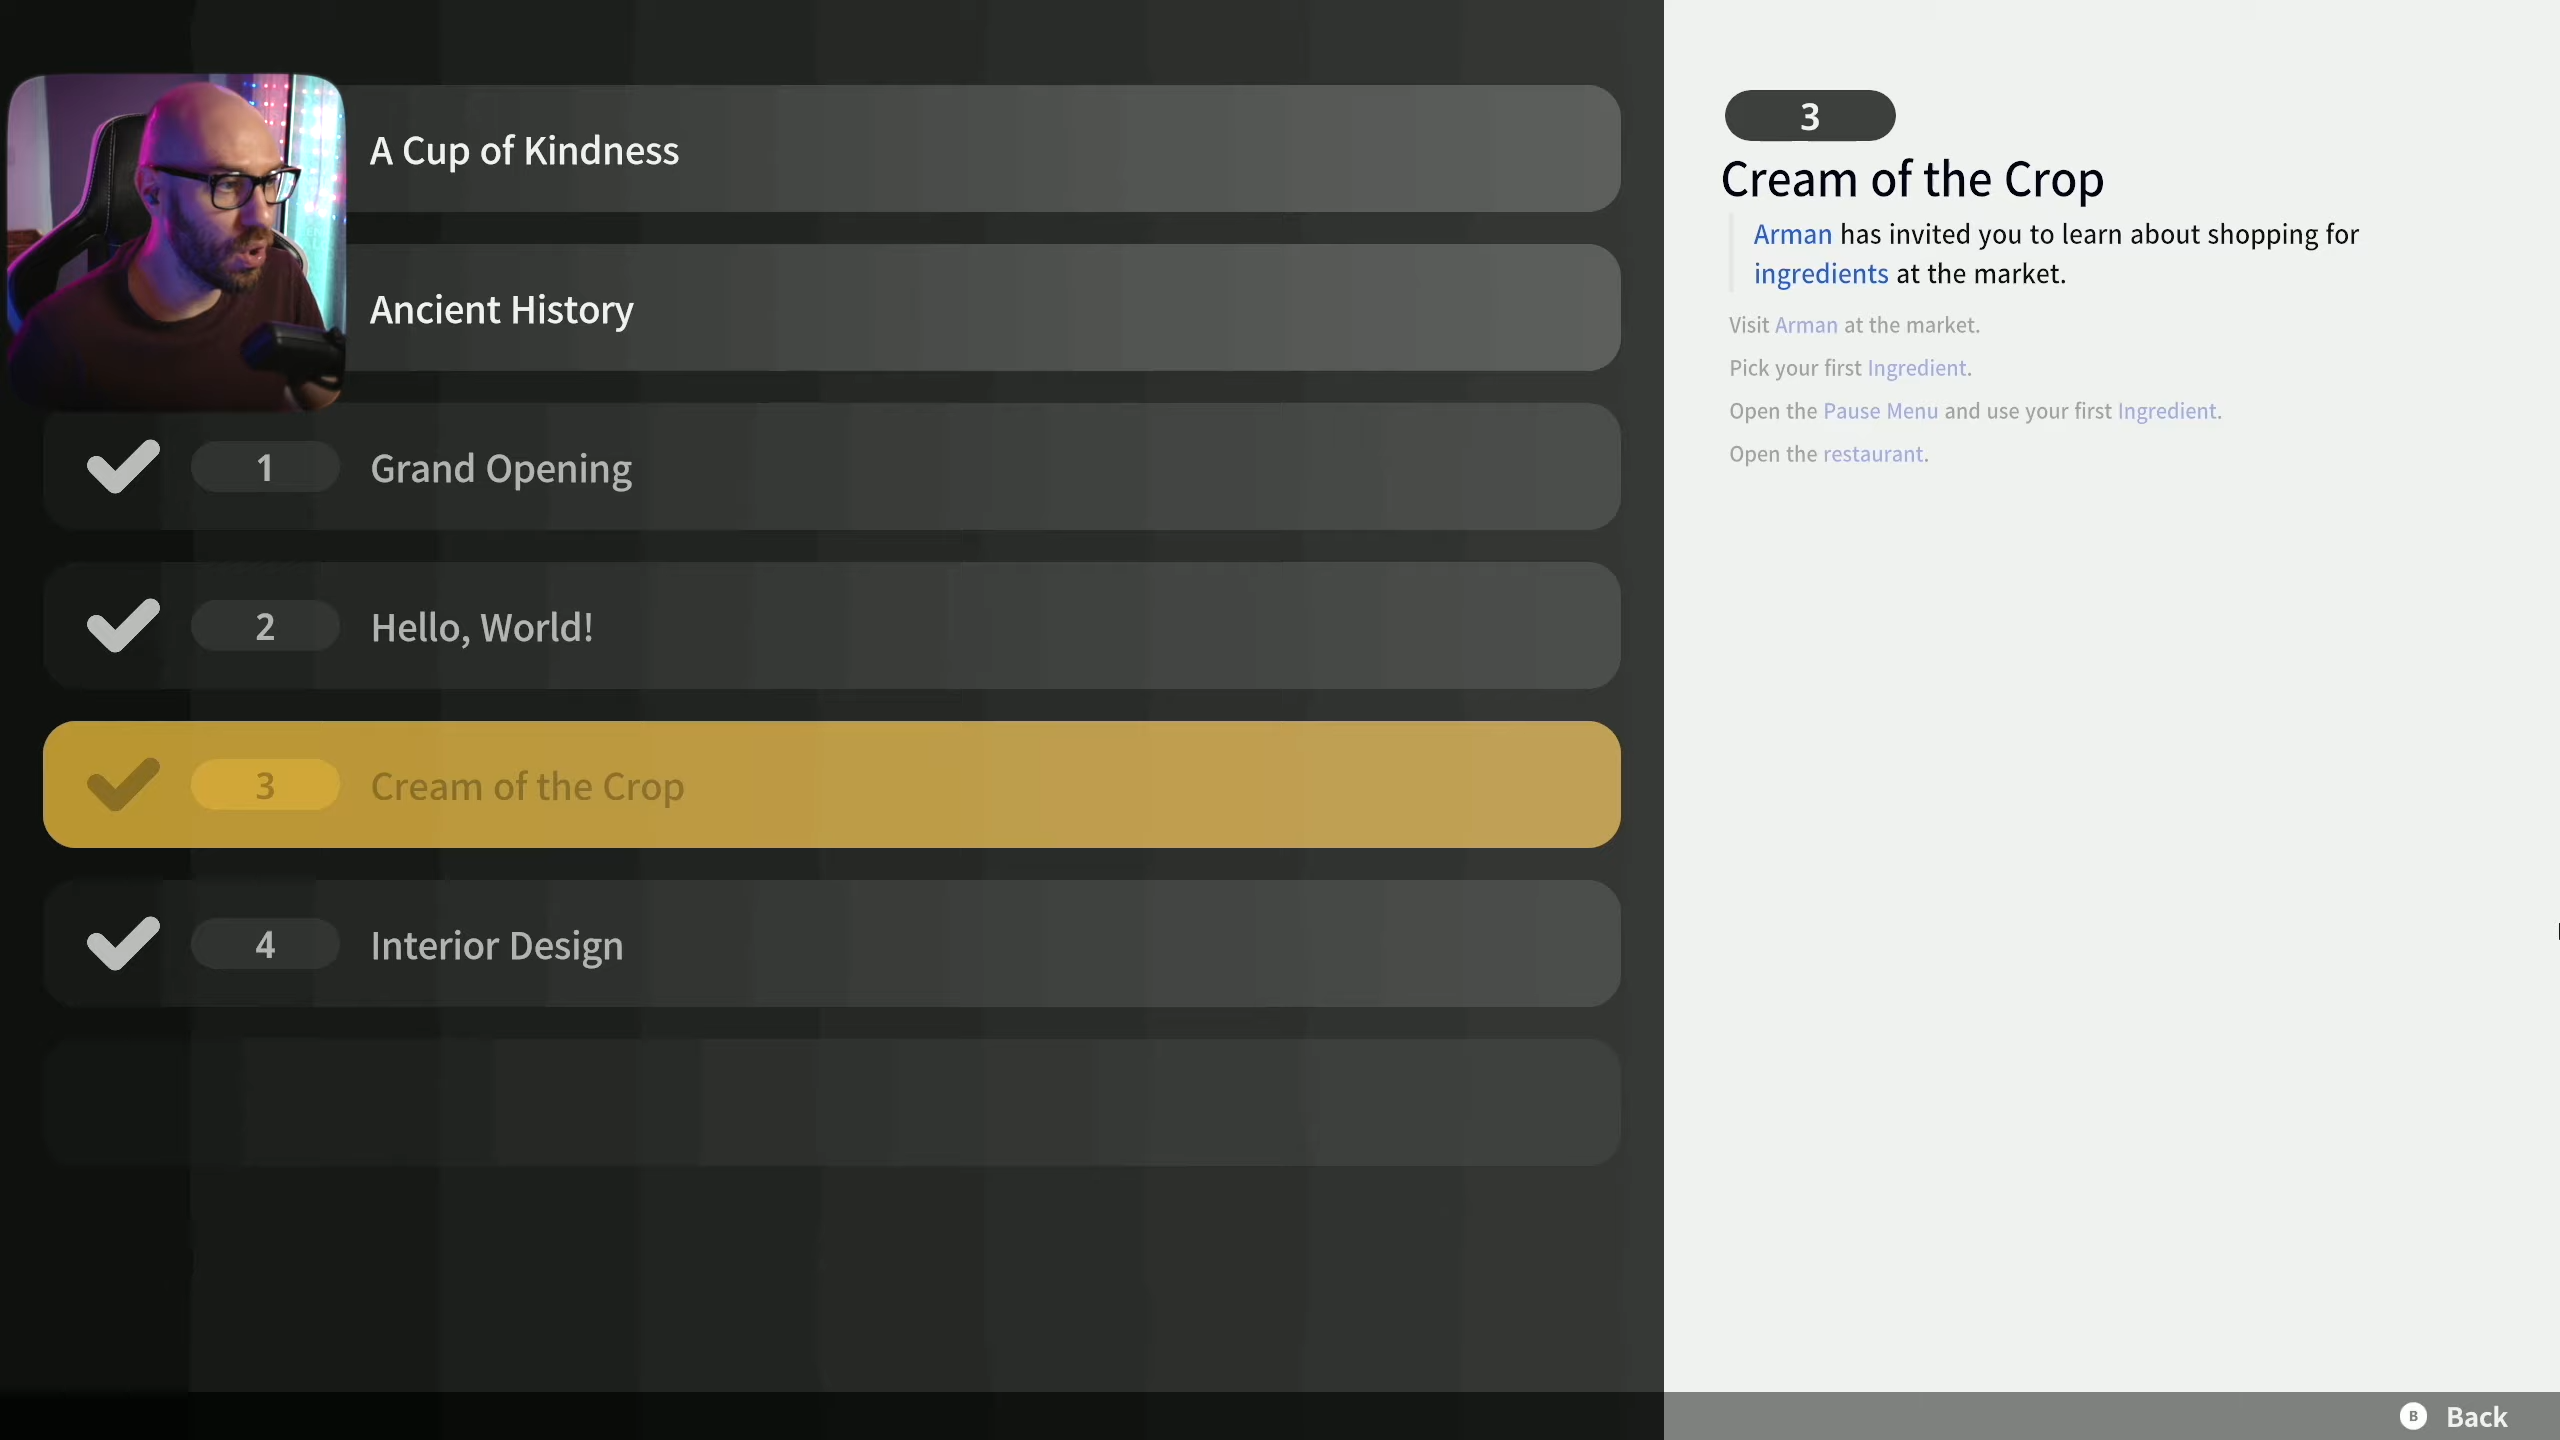 A Cup of Kindness
Ancient History
1 Grand Opening
2 Hello, World!
3 Cream of the Crop
4 Interior Design
3
Cream of the Crop
Arman has invited you to learn about shopping for
ingredients at the market.
Visit Arman at the market.
Pick your first Ingredient.
Open the Pause Menu and use your first Ingredient.
Open the restaurant.
B Back